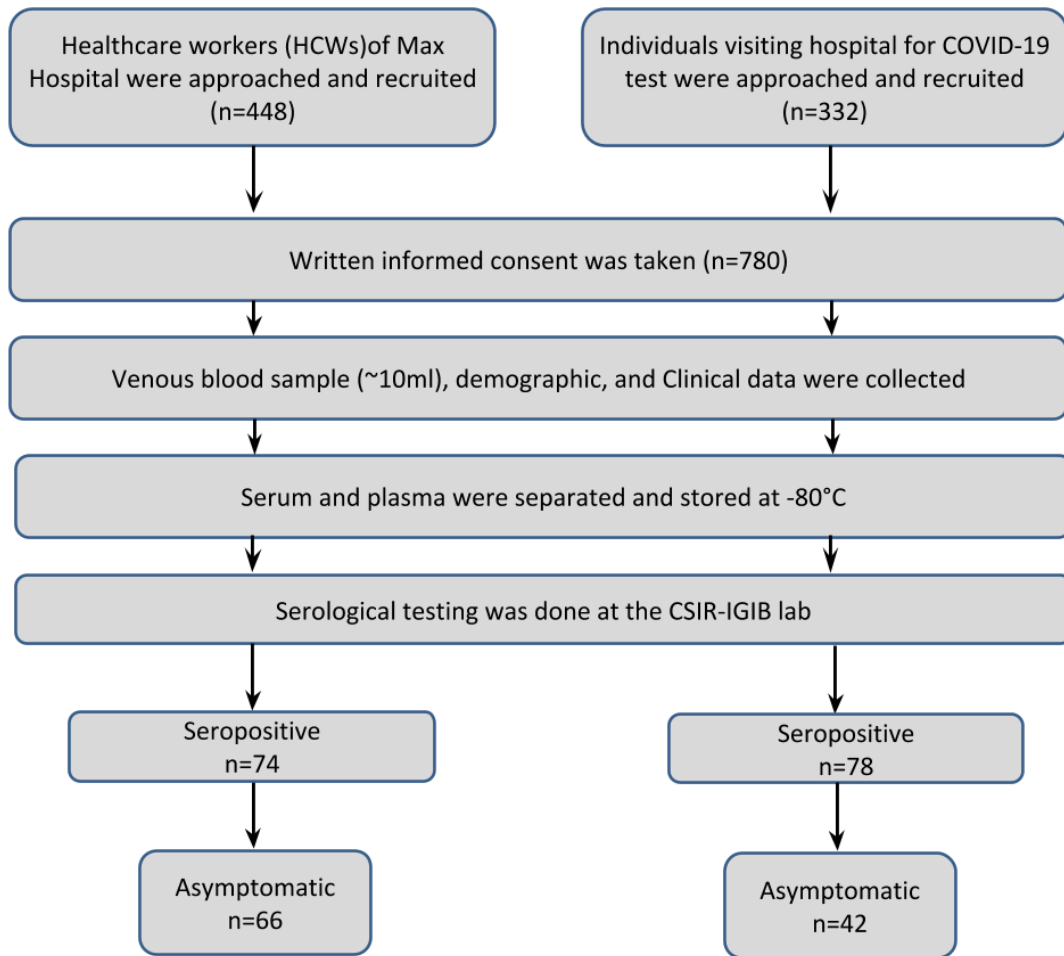 Healthcare workers (HCWs)of Max
Hospital were approached and recruited
(n=448)
Individuals visiting hospital for COVID-19
test were approached and recruited
(n=332)
Written informed consent was taken (n=780)
Venous blood sample (~10ml), demographic, and Clinical data were collected
Serum and plasma were separated and stored at -80°C
Serological testing was done at the CSIR-IGIB lab
Seropositive
n=74
Seropositive
n=78
Asymptomatic
n=66
Asymptomatic
n=42